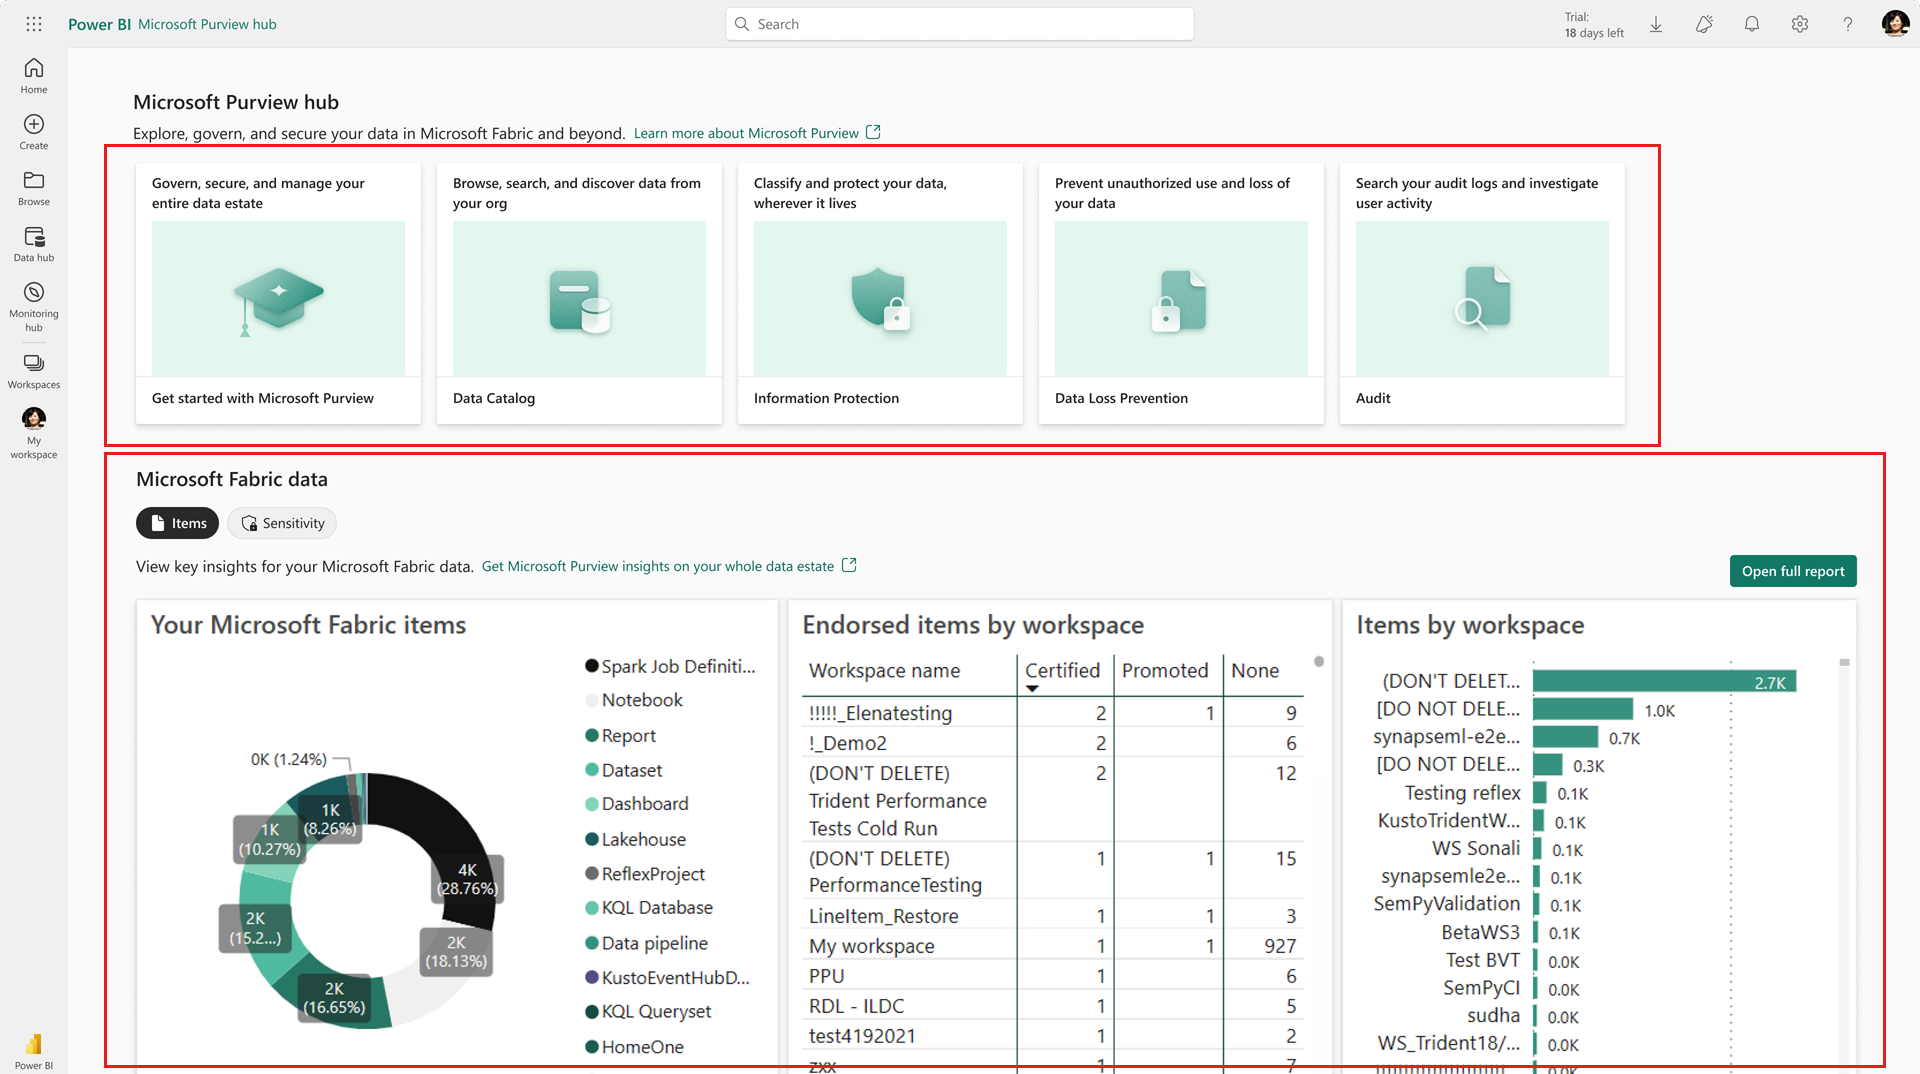 Power BI Microsoft Purview hub
Search
Trial:
18 days left
Home
Create
Browse
Data hub
Monitoring
hub
Workspaces
My
workspace
Power BI
Microsoft Purview hub
Explore, govern, and secure your data in Microsoft Fabric and beyond. Learn more about Microsoft Purview
Govern, secure, and manage your
entire data estate
Get started with Microsoft Purview
Browse, search, and discover data from
your org
Data Catalog
Classify and protect your data,
wherever it lives
Information Protection
Prevent unauthorized use and loss of
your data
Data Loss Prevention
Search your audit logs and investigate
user activity
Audit
Microsoft Fabric data
Items
Sensitivity
View key insights for your Microsoft Fabric data. Get Microsoft Purview insights on your whole data estate
Open full report
Your Microsoft Fabric items
0K (1.24%)
1K
(8.26%)
1K
(10.27%)
4K
(28.76%)
2K
(15.2...)
2K
(18.13%)
2K
(16.65%)
Spark Job Definiti...
Notebook
Report
Dataset
Dashboard
Lakehouse
ReflexProject
KQL Database
Data pipeline
KustoEventHubD...
KQL Queryset
HomeOne
Endorsed items by workspace
Workspace name Certified Promoted None
!!!!!_Elenatesting 2 1 9
!_Demo2 2 6
(DON'T DELETE) 2 12
Trident Performance
Tests Cold Run
(DON'T DELETE) 1 1 15
PerformanceTesting
LineItem_Restore 1 1 3
My workspace 1 1 927
PPU 1 6
RDL - ILDC 1 5
test4192021 1 2
zxx 1 7
Items by workspace
(DON'T DELET... 2.7K
[DO NOT DELE... 1.0K
synapseml-e2e... 0.7K
[DO NOT DELE... 0.3K
Testing reflex 0.1K
KustoTridentW... 0.1K
WS Sonali 0.1K
synapsemle2e... 0.1K
SemPyValidation 0.1K
BetaWS3 0.1K
Test BVT 0.0K
SemPyCI 0.0K
sudha 0.0K
WS_Trident18/... 0.0K
0.0K